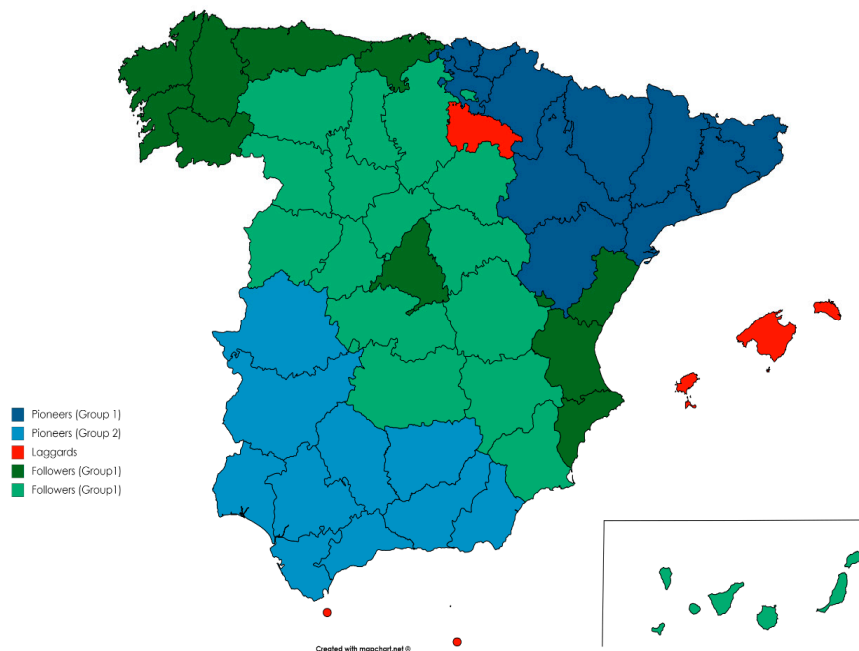 Pioneers (Group 1)
Pioneers (Group 2)
Laggards
Followers (Group1)
Followers (Group1)
Created with mapchart.net ©